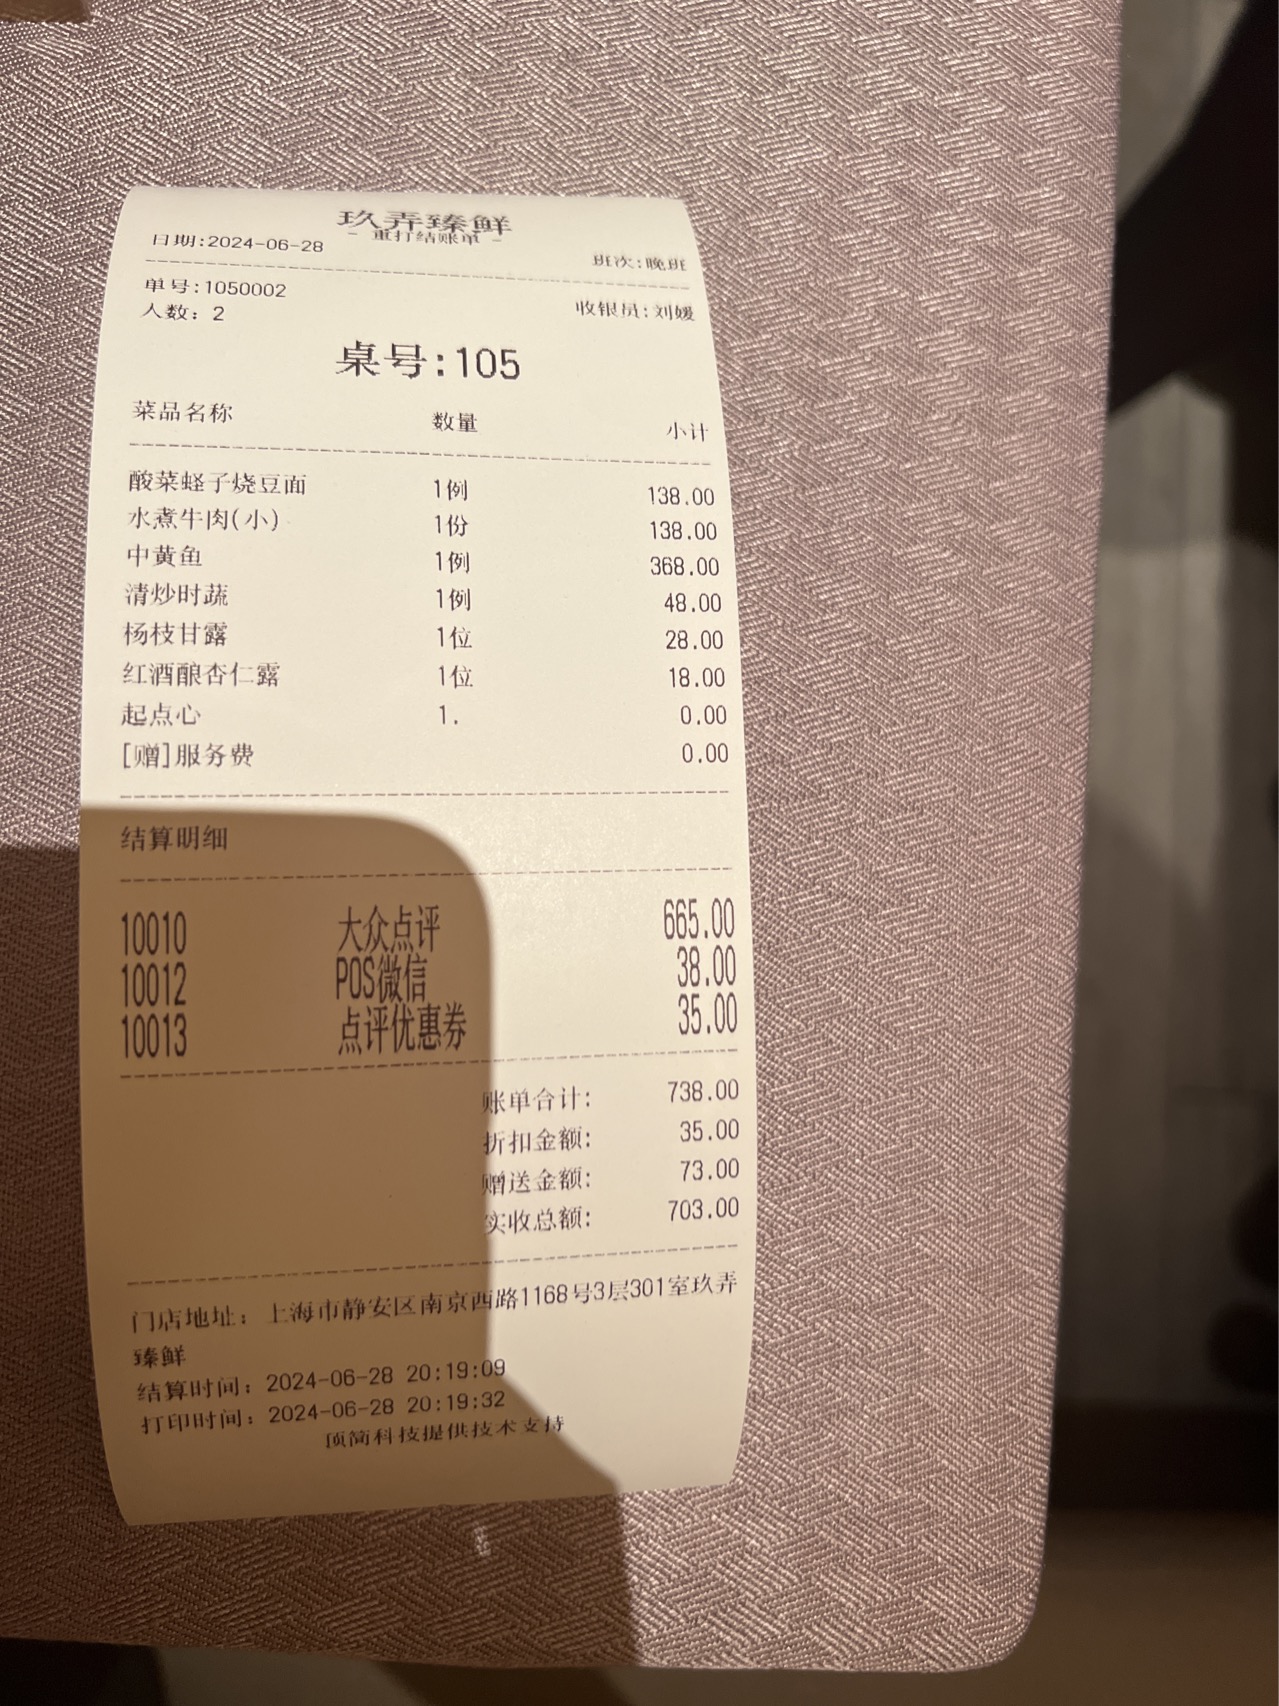 玖弄臻鲜
- 重打结账单 -
日期:2024-06-28 班次:晚班
单号:1050002
人数: 2 收银员:刘媛
桌号:105
菜品名称 数量 小计
酸菜蛏子烧豆面 1例 138.00
水煮牛肉(小) 1份 138.00
中黄鱼 1例 368.00
清炒时蔬 1例 48.00
杨枝甘露 1位 28.00
红酒酿杏仁露 1位 18.00
起点心 1. 0.00
[赠]服务费 0.00
结算明细
10010 大众点评 665.00
10012 POS微信 38.00
10013 点评优惠券 35.00
账单合计: 738.00
折扣金额: 35.00
赠送金额: 73.00
实收总额: 703.00
门店地址: 上海市静安区南京西路1168号3层301室玖弄
臻鲜
结算时间: 2024-06-28 20:19:09
打印时间: 2024-06-28 20:19:32
顶简科技提供技术支持